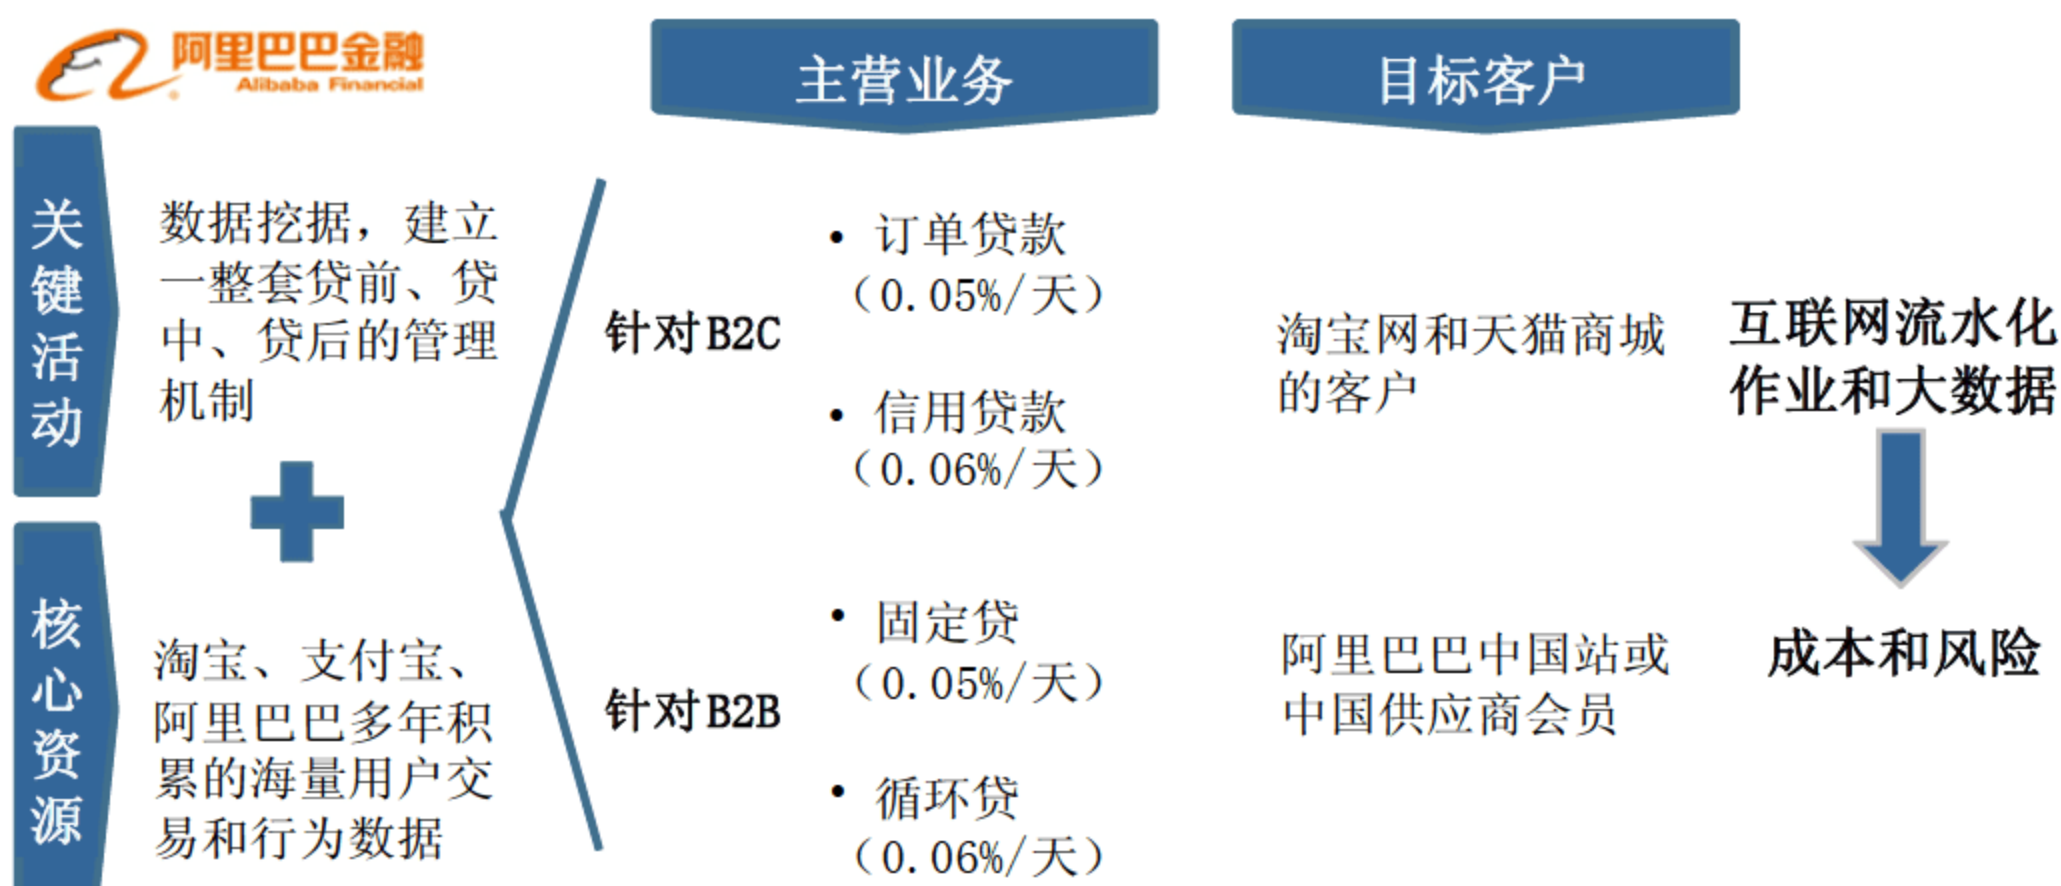 阿里巴巴金融
Alibaba Financial
主营业务
目标客户
关键活动
数据挖据，建立
一整套贷前、贷
中、贷后的管理
机制
核心资源
淘宝、支付宝、
阿里巴巴多年积
累的海量用户交
易和行为数据
针对B2C
• 订单贷款
（0.05%/天）
• 信用贷款
（0.06%/天）
淘宝网和天猫商城
的客户
针对B2B
• 固定贷
（0.05%/天）
• 循环贷
（0.06%/天）
阿里巴巴中国站或
中国供应商会员
互联网流水化
作业和大数据
成本和风险